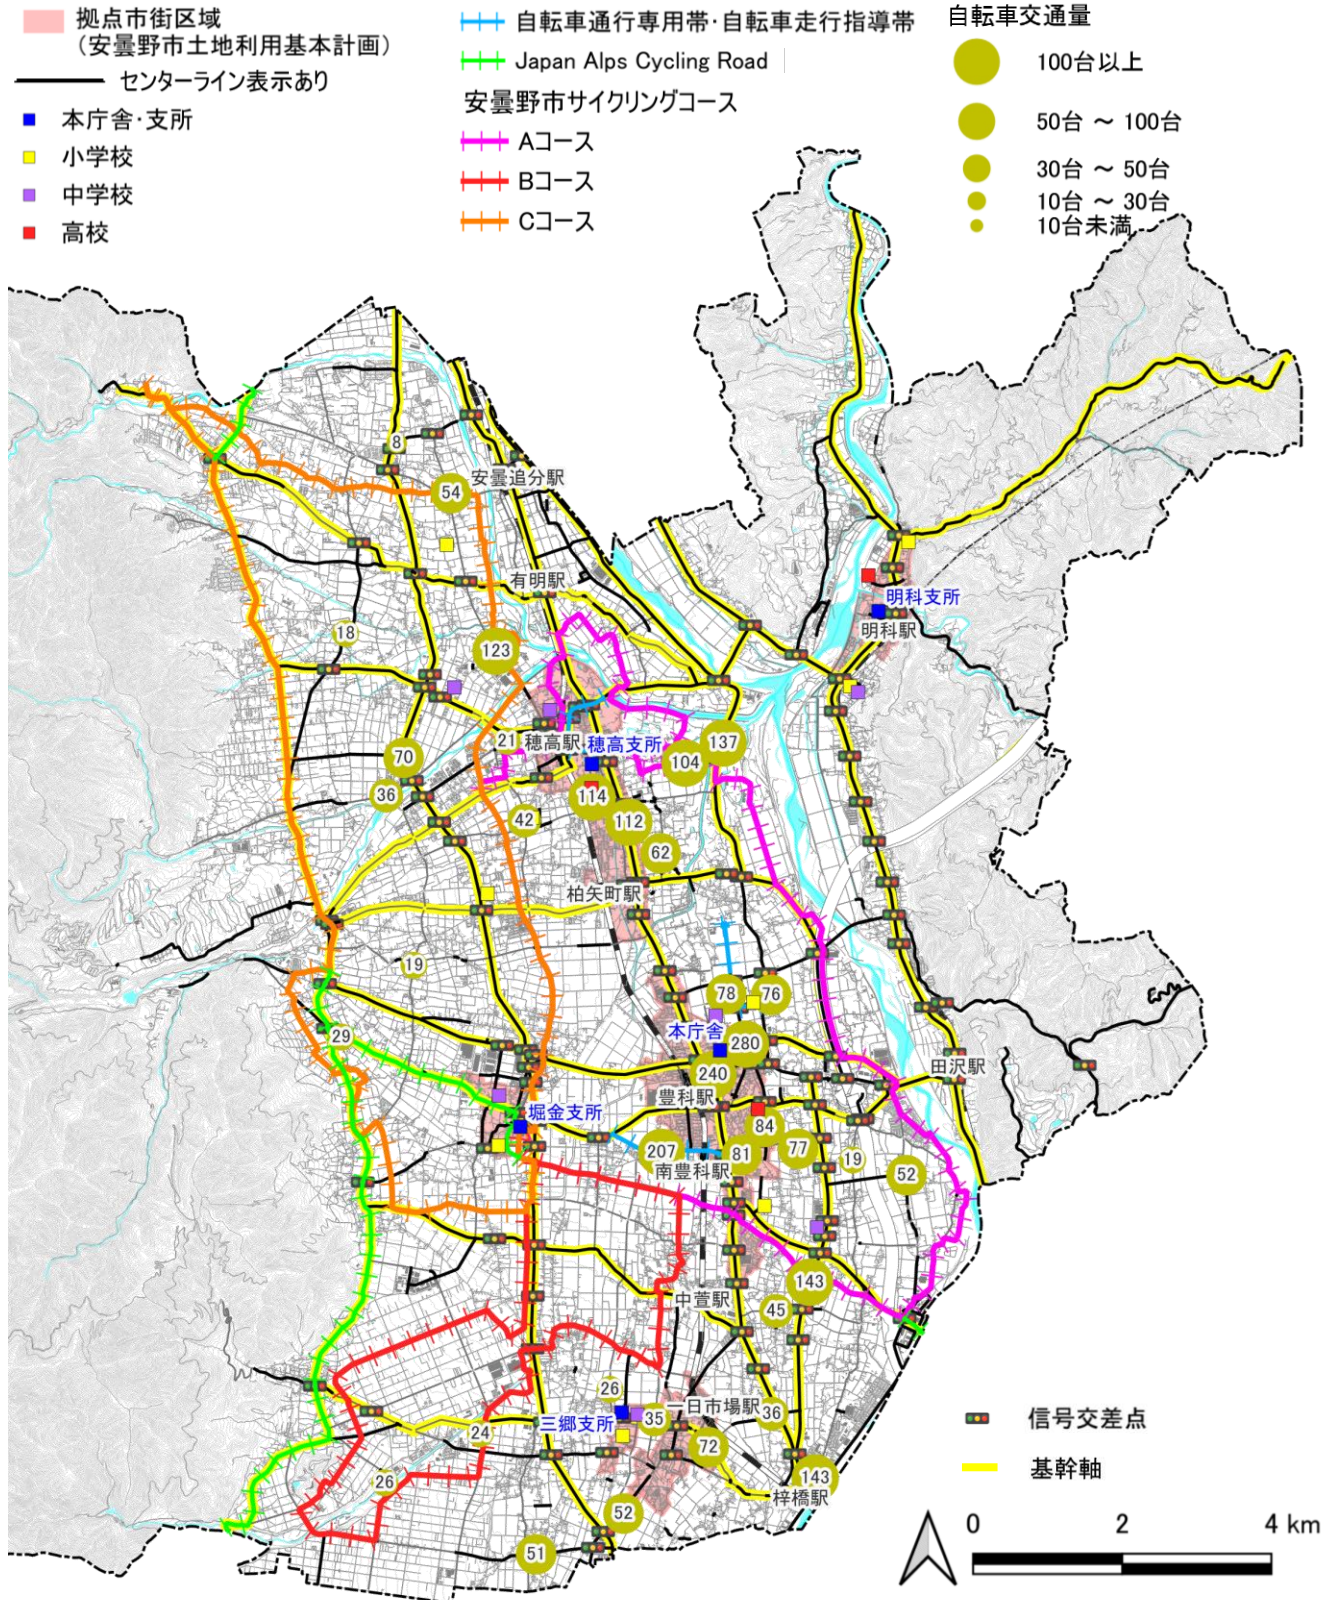 拠点市街区域
（安曇野市土地利用基本計画）
センターライン表示あり
本庁舎・支所
小学校
中学校
高校
自転車通行専用帯・自転車走行指導帯
Japan Alps Cycling Road
安曇野市サイクリングコース
Aコース
Bコース
Cコース
自転車交通量
100台以上
50台 ～ 100台
30台 ～ 50台
10台 ～ 30台
10台未満
8
安曇追分駅
54
有明駅
明科支所
明科駅
18
123
21
穂高駅
穂高支所
137
104
70
36
114
42
112
62
柏矢町駅
19
78
76
29
本庁舎
280
240
田沢駅
豊科駅
堀金支所
84
207
81
77
19
南豊科駅
52
143
中萱駅
45
26
一日市場駅
36
三郷支所
35
24
72
26
143
梓橋駅
52
51
信号交差点
基幹軸
0
2
4 km